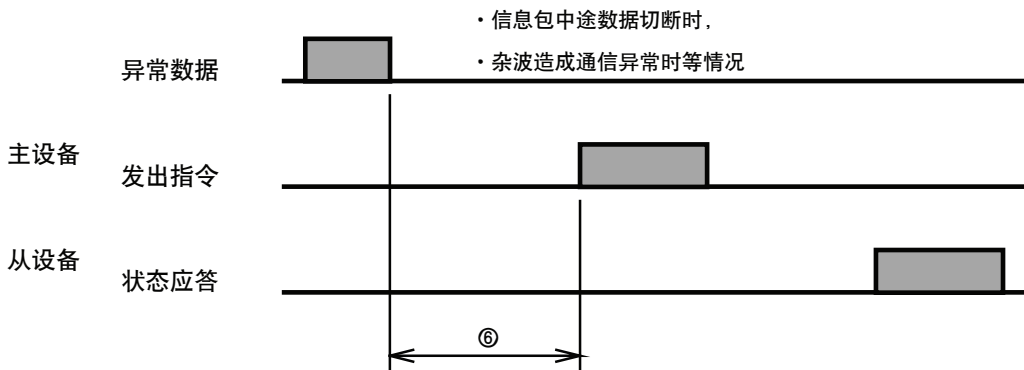 ・信息包中途数据切断时，
・杂波造成通信异常时等情况
异常数据
主设备
发出指令
从设备
状态应答
⑥